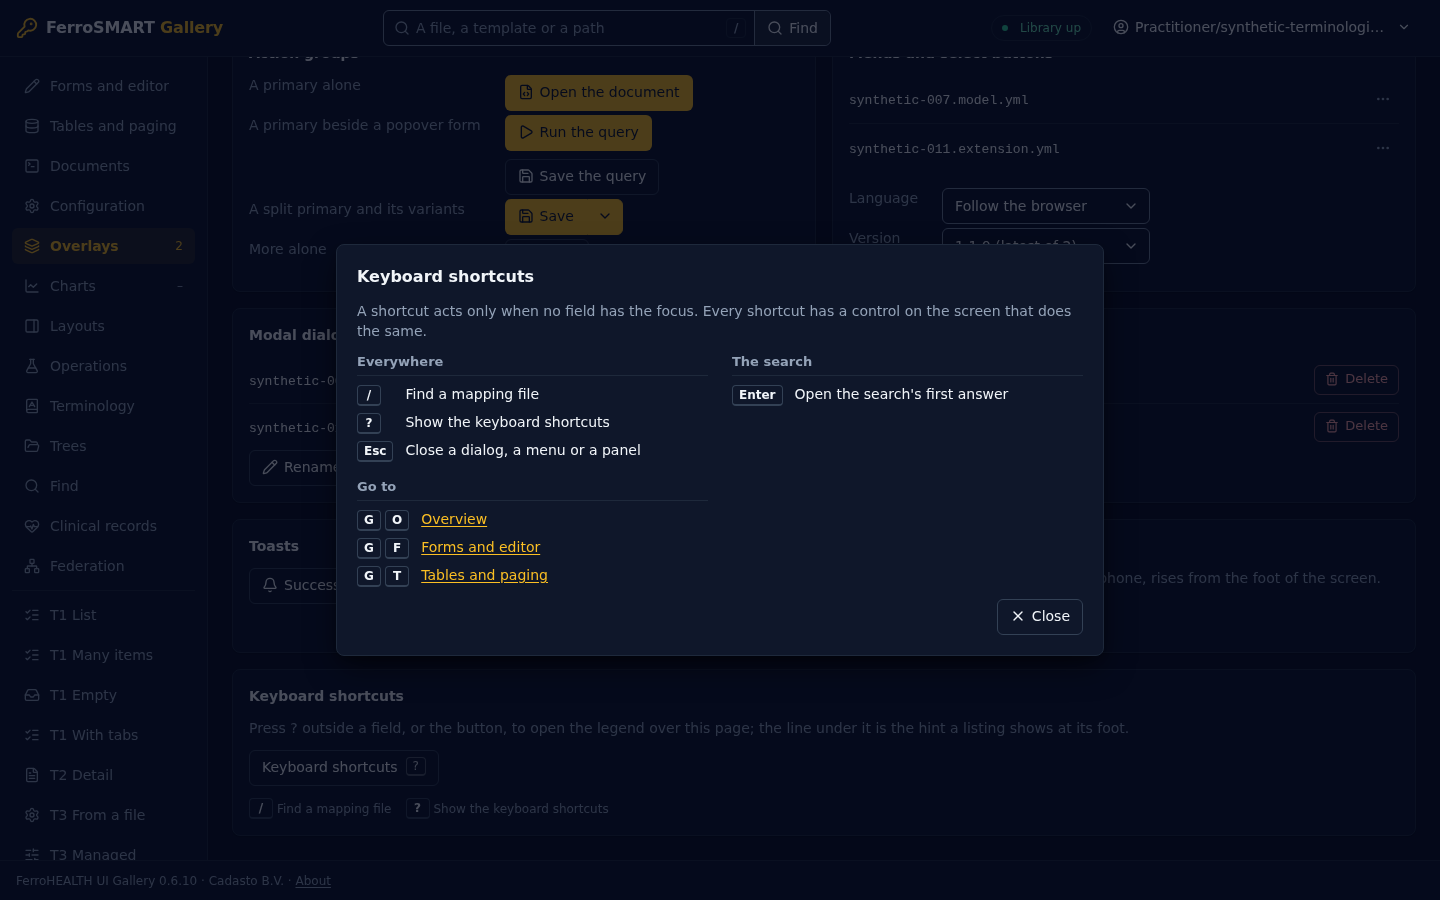 FerroSMART Gallery
A file, a template or a path
/
Find
Library up
Practitioner/synthetic-terminologi...
Forms and editor
Tables and paging
Documents
Configuration
Overlays 2
Charts -
Layouts
Operations
Terminology
Trees
Find
Clinical records
Federation
T1 List
T1 Many items
T1 Empty
T1 With tabs
T2 Detail
T3 From a file
T3 Managed
A primary alone
Open the document
A primary beside a popover form
Run the query
Save the query
A split primary and its variants
Save
More alone
synthetic-007.model.yml
synthetic-011.extension.yml
Language
Follow the browser
Version
Modal
Delete
Delete
Toasts
phone, rises from the foot of the screen.
Keyboard shortcuts
A shortcut acts only when no field has the focus. Every shortcut has a control on the screen that does
the same.
Everywhere
/ Find a mapping file
? Show the keyboard shortcuts
Esc Close a dialog, a menu or a panel
Go to
G O Overview
G F Forms and editor
G T Tables and paging
The search
Enter Open the search's first answer
Close
Keyboard shortcuts
Press ? outside a field, or the button, to open the legend over this page; the line under it is the hint a listing shows at its foot.
Keyboard shortcuts ?
/ Find a mapping file ? Show the keyboard shortcuts
FerroHEALTH UI Gallery 0.6.10 · Cadasto B.V. · About